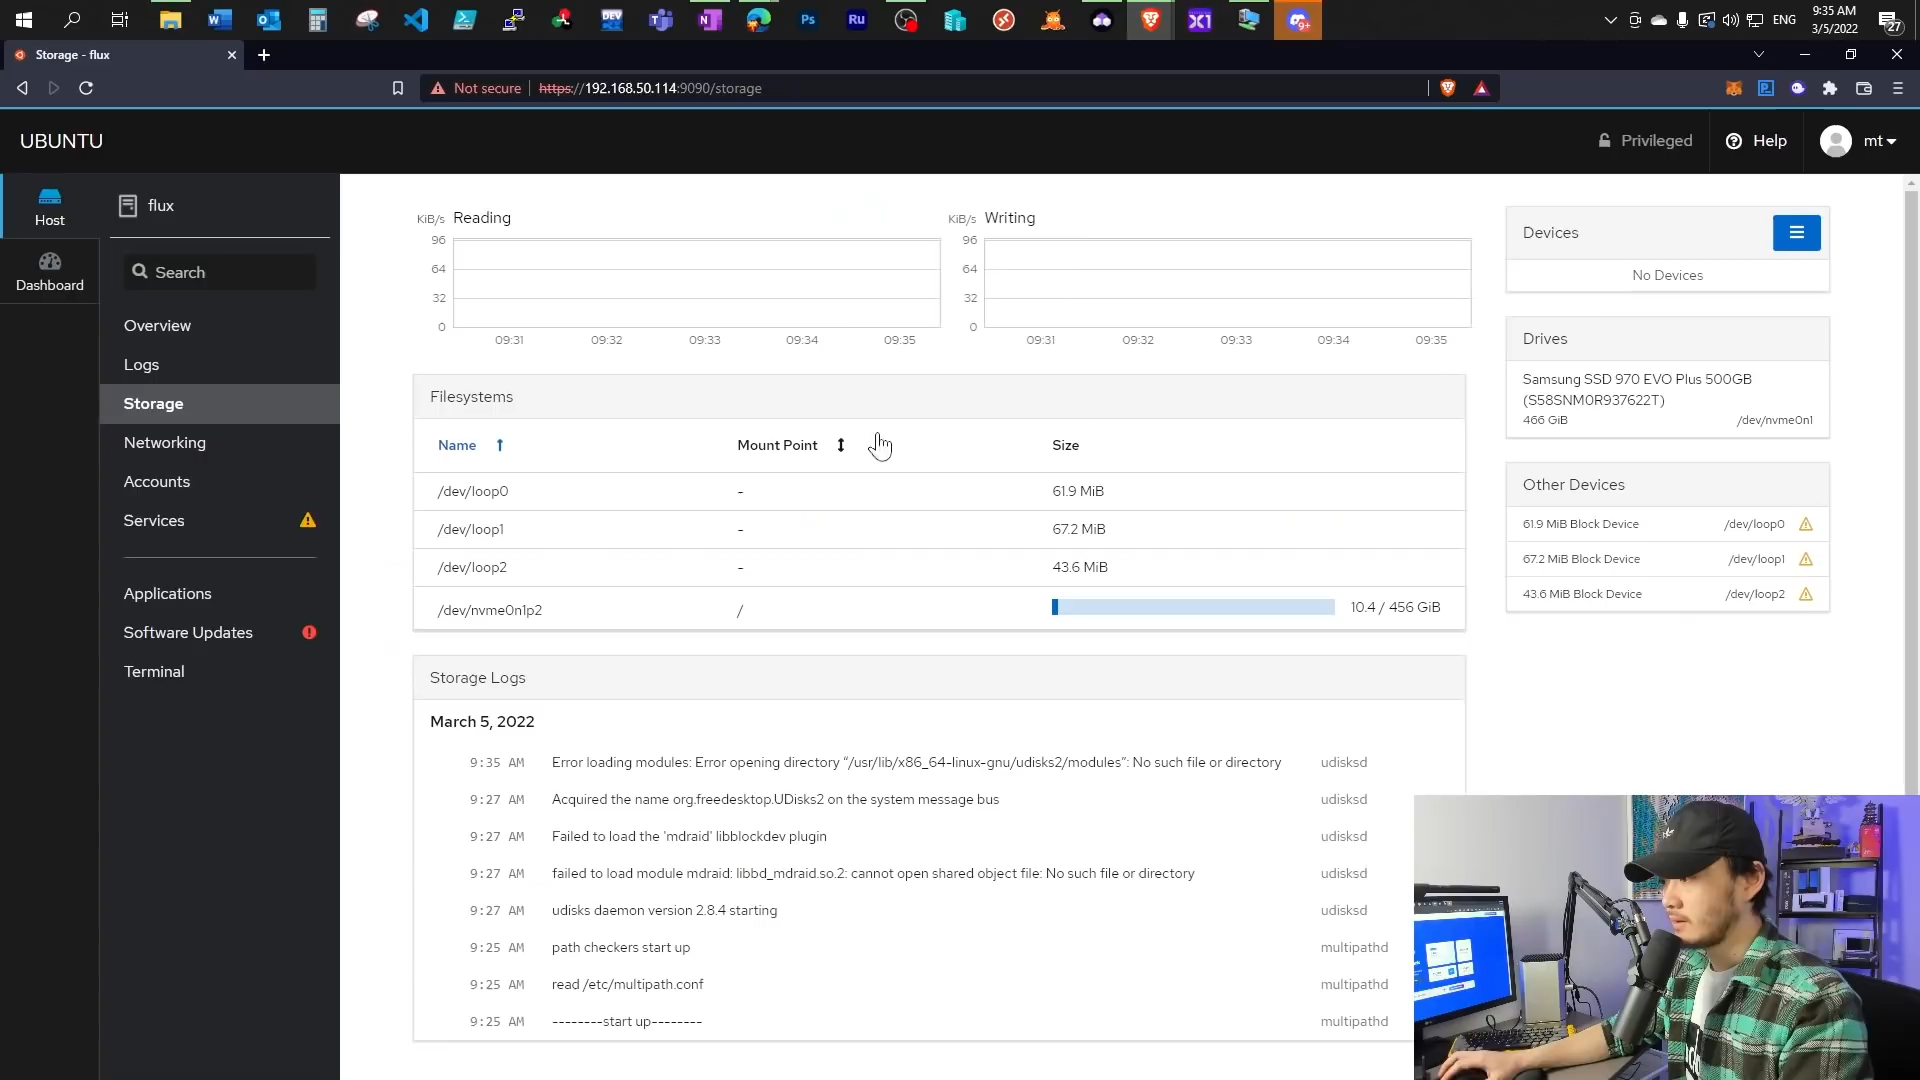 ENG
9:35 AM
3/5/2022
27
Storage - flux
Not secure
https://192.168.50.114:9090/storage
UBUNTU
Privileged
Help
mt
Host
Dashboard
flux
Search
Overview
Logs
Storage
Networking
Accounts
Services
Applications
Software Updates
Terminal
KiB/s Reading
96
64
32
0
09:31 09:32 09:33 09:34 09:35
KiB/s Writing
96
64
32
0
09:31 09:32 09:33 09:34 09:35
Filesystems
Name Mount Point Size
/dev/loop0 - 61.9 MiB
/dev/loop1 - 67.2 MiB
/dev/loop2 - 43.6 MiB
/dev/nvme0n1p2 / 10.4 / 456 GiB
Storage Logs
March 5, 2022
9:35 AM Error loading modules: Error opening directory “/usr/lib/x86_64-linux-gnu/udisks2/modules”: No such file or directory udisksd
9:27 AM Acquired the name org.freedesktop.UDisks2 on the system message bus udisksd
9:27 AM Failed to load the 'mdraid' libblockdev plugin udisksd
9:27 AM failed to load module mdraid: libbd_mdraid.so.2: cannot open shared object file: No such file or directory udisksd
9:27 AM udisks daemon version 2.8.4 starting udisksd
9:25 AM path checkers start up multipathd
9:25 AM read /etc/multipath.conf multipathd
9:25 AM --------start up-------- multipathd
Devices
No Devices
Drives
Samsung SSD 970 EVO Plus 500GB
(S58SNM0R937622T)
466 GiB /dev/nvme0n1
Other Devices
61.9 MiB Block Device /dev/loop0
67.2 MiB Block Device /dev/loop1
43.6 MiB Block Device /dev/loop2